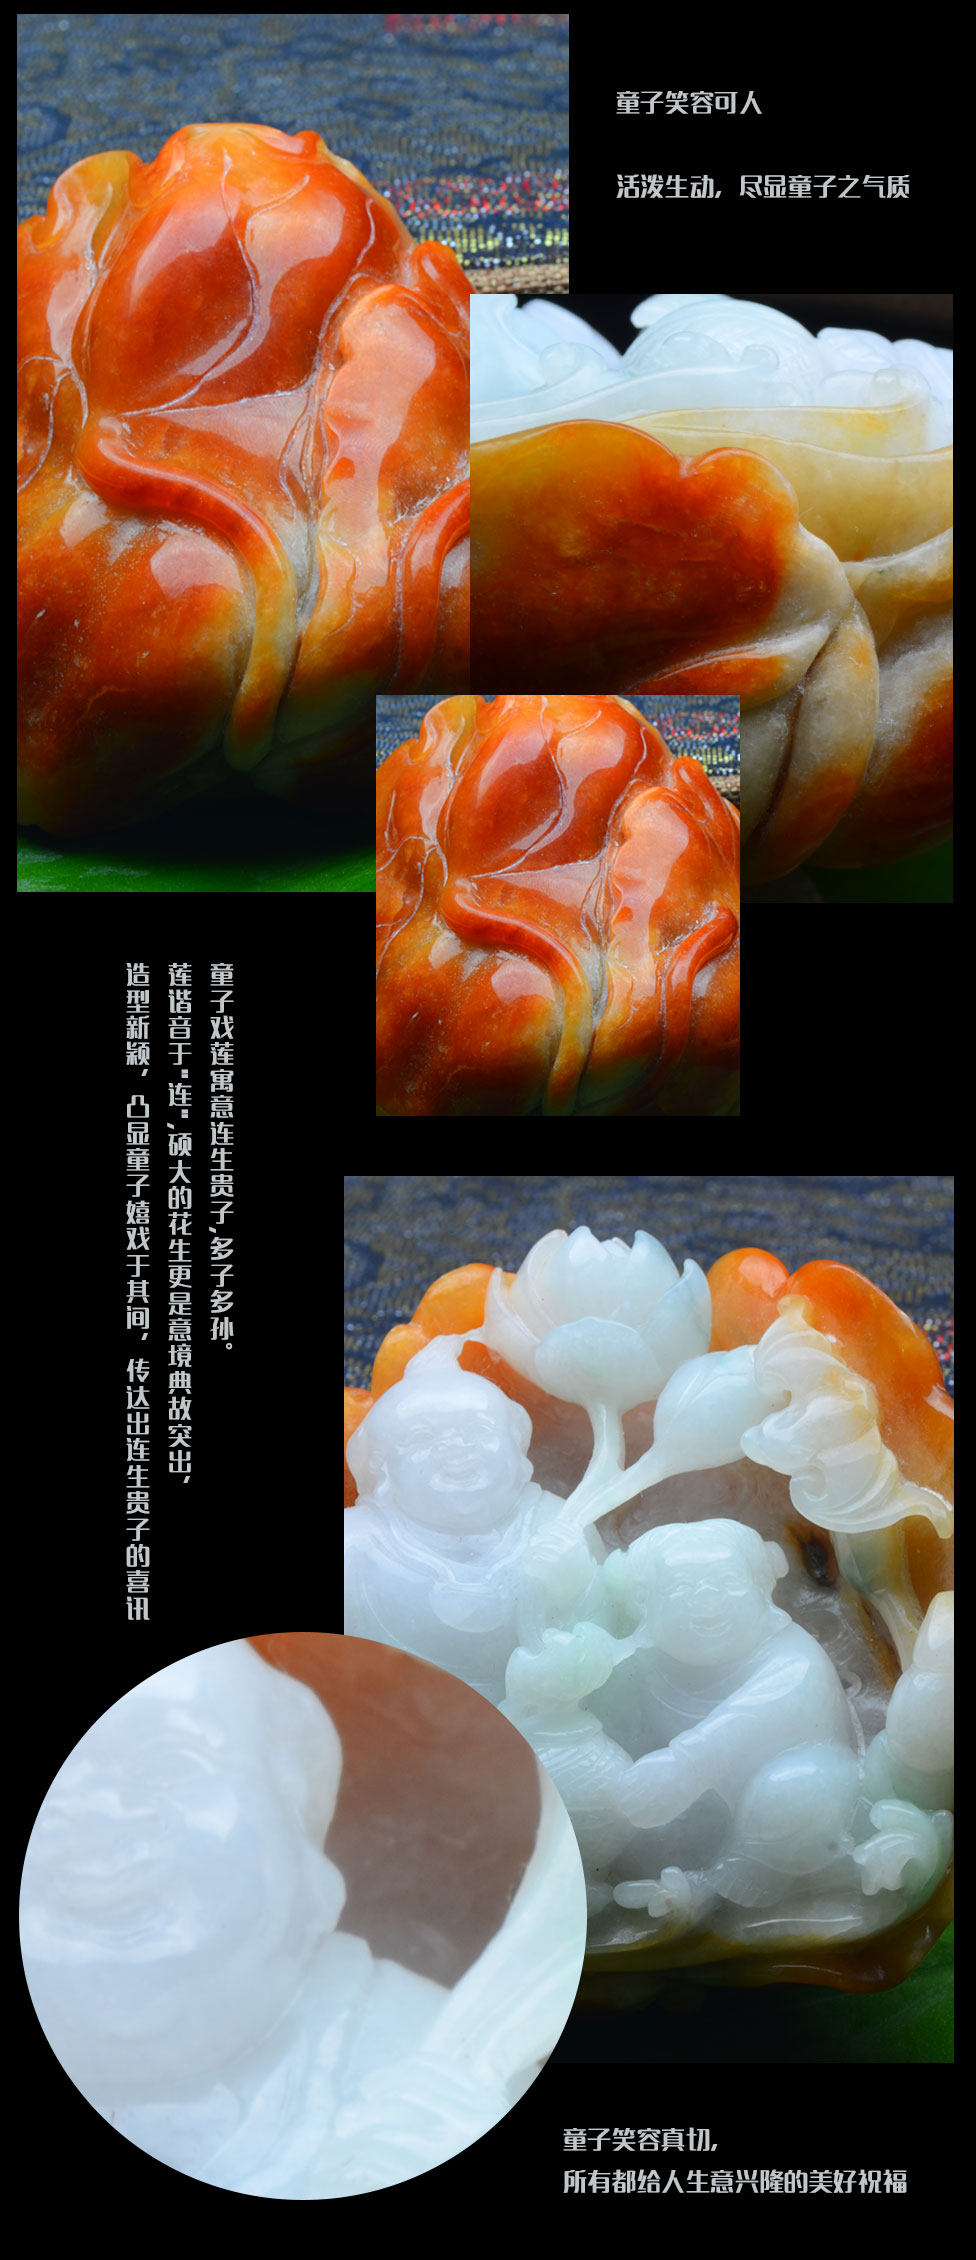 童子笑容可人
活泼生动，尽显童子之气质
童子戏莲寓意连生贵子,多子多孙。
莲谐音于"连",硕大的花生更是意境典故突出，
造型新颖，凸显童子嬉戏于其间，传达出连生贵子的喜讯
童子笑容真切，
所有都给人生意兴隆的美好祝福